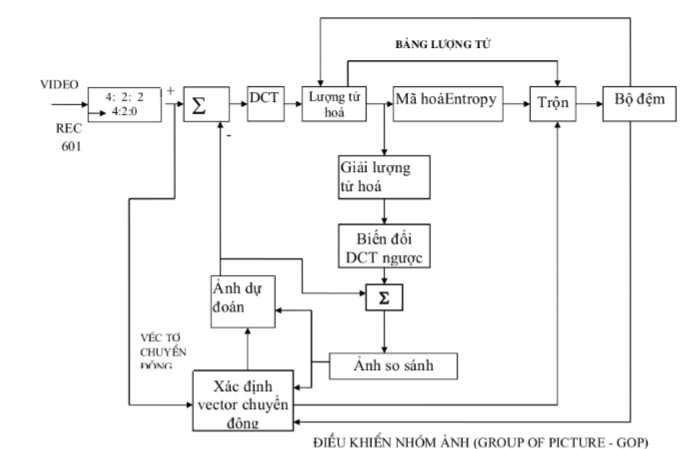 BẢNG LƯỢNG TỬ
VIDEO
4: 2: 2
4:2:0
REC
601
+
Σ
-
DCT
Lượng tử
hoá
Mã hoáEntropy
Trộn
Bộ đệm
Giải lượng
tử hoá
Biến đổi
DCT ngược
Σ
Ảnh dự
đoán
Ảnh so sánh
VÉC TƠ
CHUYỂN
ĐỘNG
Xác định
vector chuyển
động
ĐIỀU KHIỂN NHÓM ẢNH (GROUP OF PICTURE - GOP)